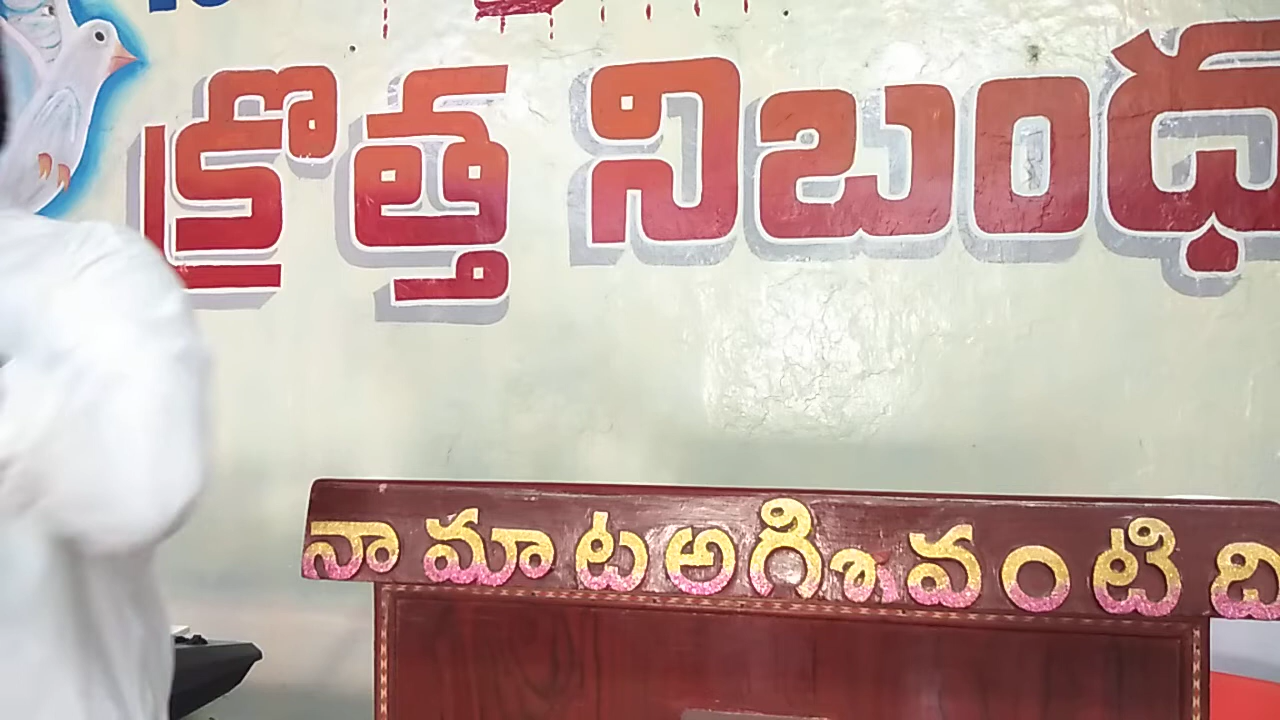 క్రొత్త నిబంధ
నా మాట అగ్ని వంటిది